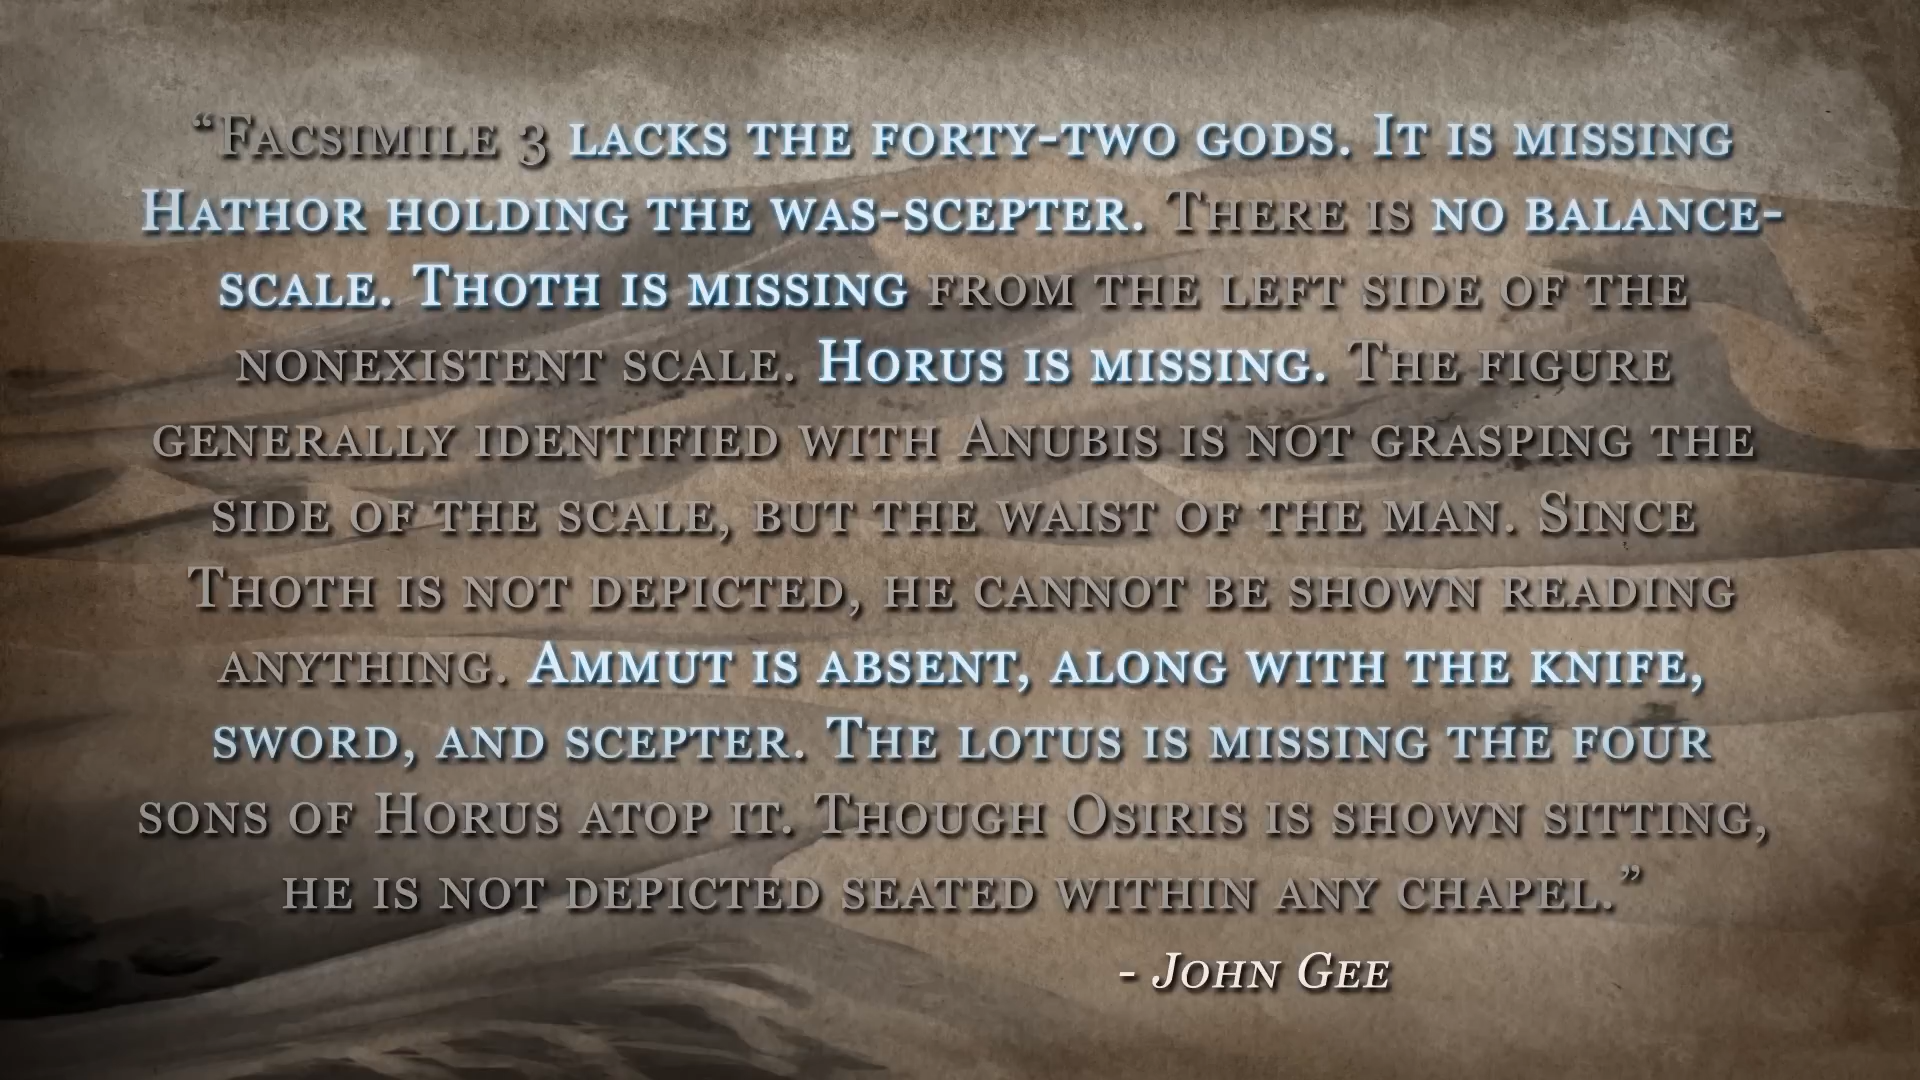 “Facsimile 3 lacks the forty-two gods. It is missing
Hathor holding the was-scepter. There is no balance-
scale. Thoth is missing from the left side of the
nonexistent scale. Horus is missing. The figure
generally identified with Anubis is not grasping the
side of the scale, but the waist of the man. Since
Thoth is not depicted, he cannot be shown reading
anything. Ammut is absent, along with the knife,
sword, and scepter. The lotus is missing the four
sons of Horus atop it. Though Osiris is shown sitting,
he is not depicted seated within any chapel.”
- John Gee